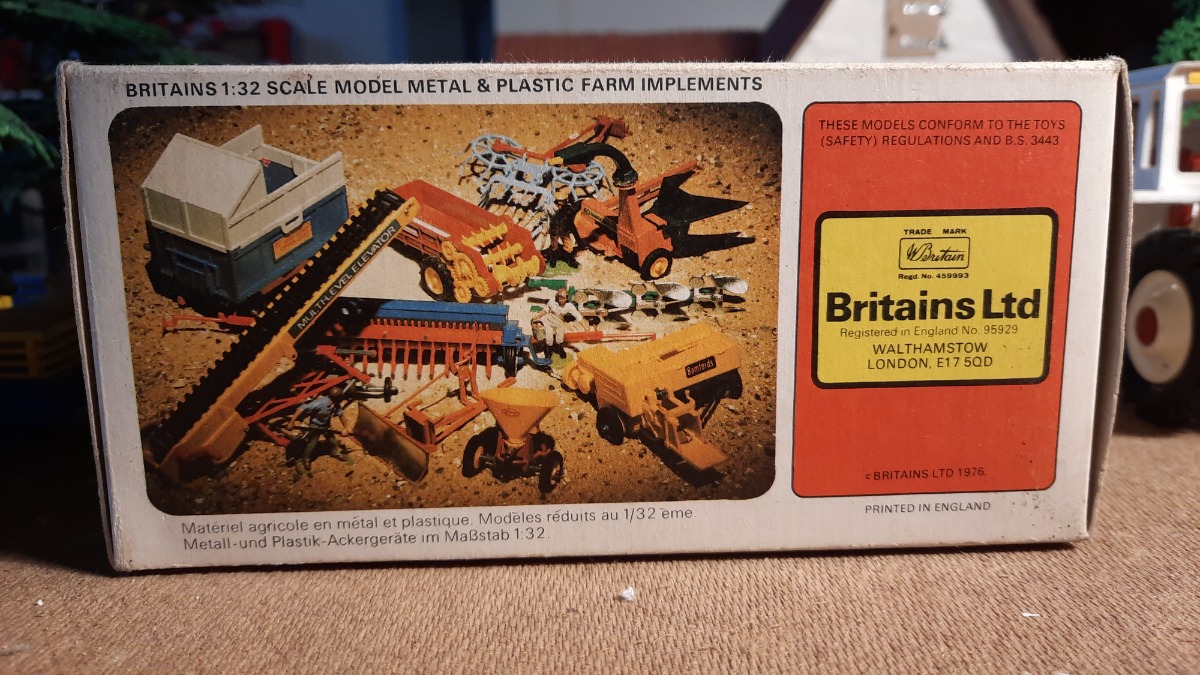 BRITAINS 1:32 SCALE MODEL METAL & PLASTIC FARM IMPLEMENTS
MULTI-LEVEL ELEVATOR
Bamfords
Matériel agricole en métal et plastique. Modèles réduits au 1/32 ème.
Metall-und Plastik-Ackergeräte im Maßstab 1:32.
THESE MODELS CONFORM TO THE TOYS
(SAFETY) REGULATIONS AND B.S. 3443
TRADE MARK
W Britain
Regd. No. 459993
Britains Ltd
Registered in England No. 95929
WALTHAMSTOW
LONDON, E17 5QD
c BRITAINS LTD 1976.
PRINTED IN ENGLAND